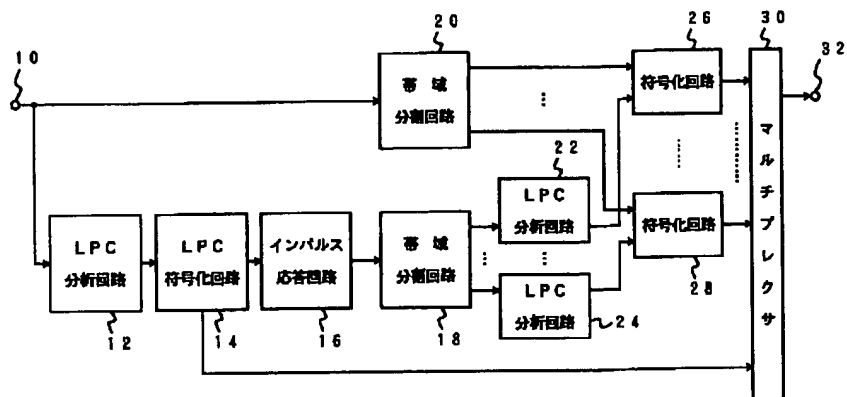 10
20
帯域
分割回路
26
符号化回路
30
マルチプレクサ
32
22
LPC
分析回路
符号化回路
28
LPC
分析回路
12
LPC
符号化回路
14
インパルス
応答回路
16
帯域
分割回路
18
LPC
分析回路
24